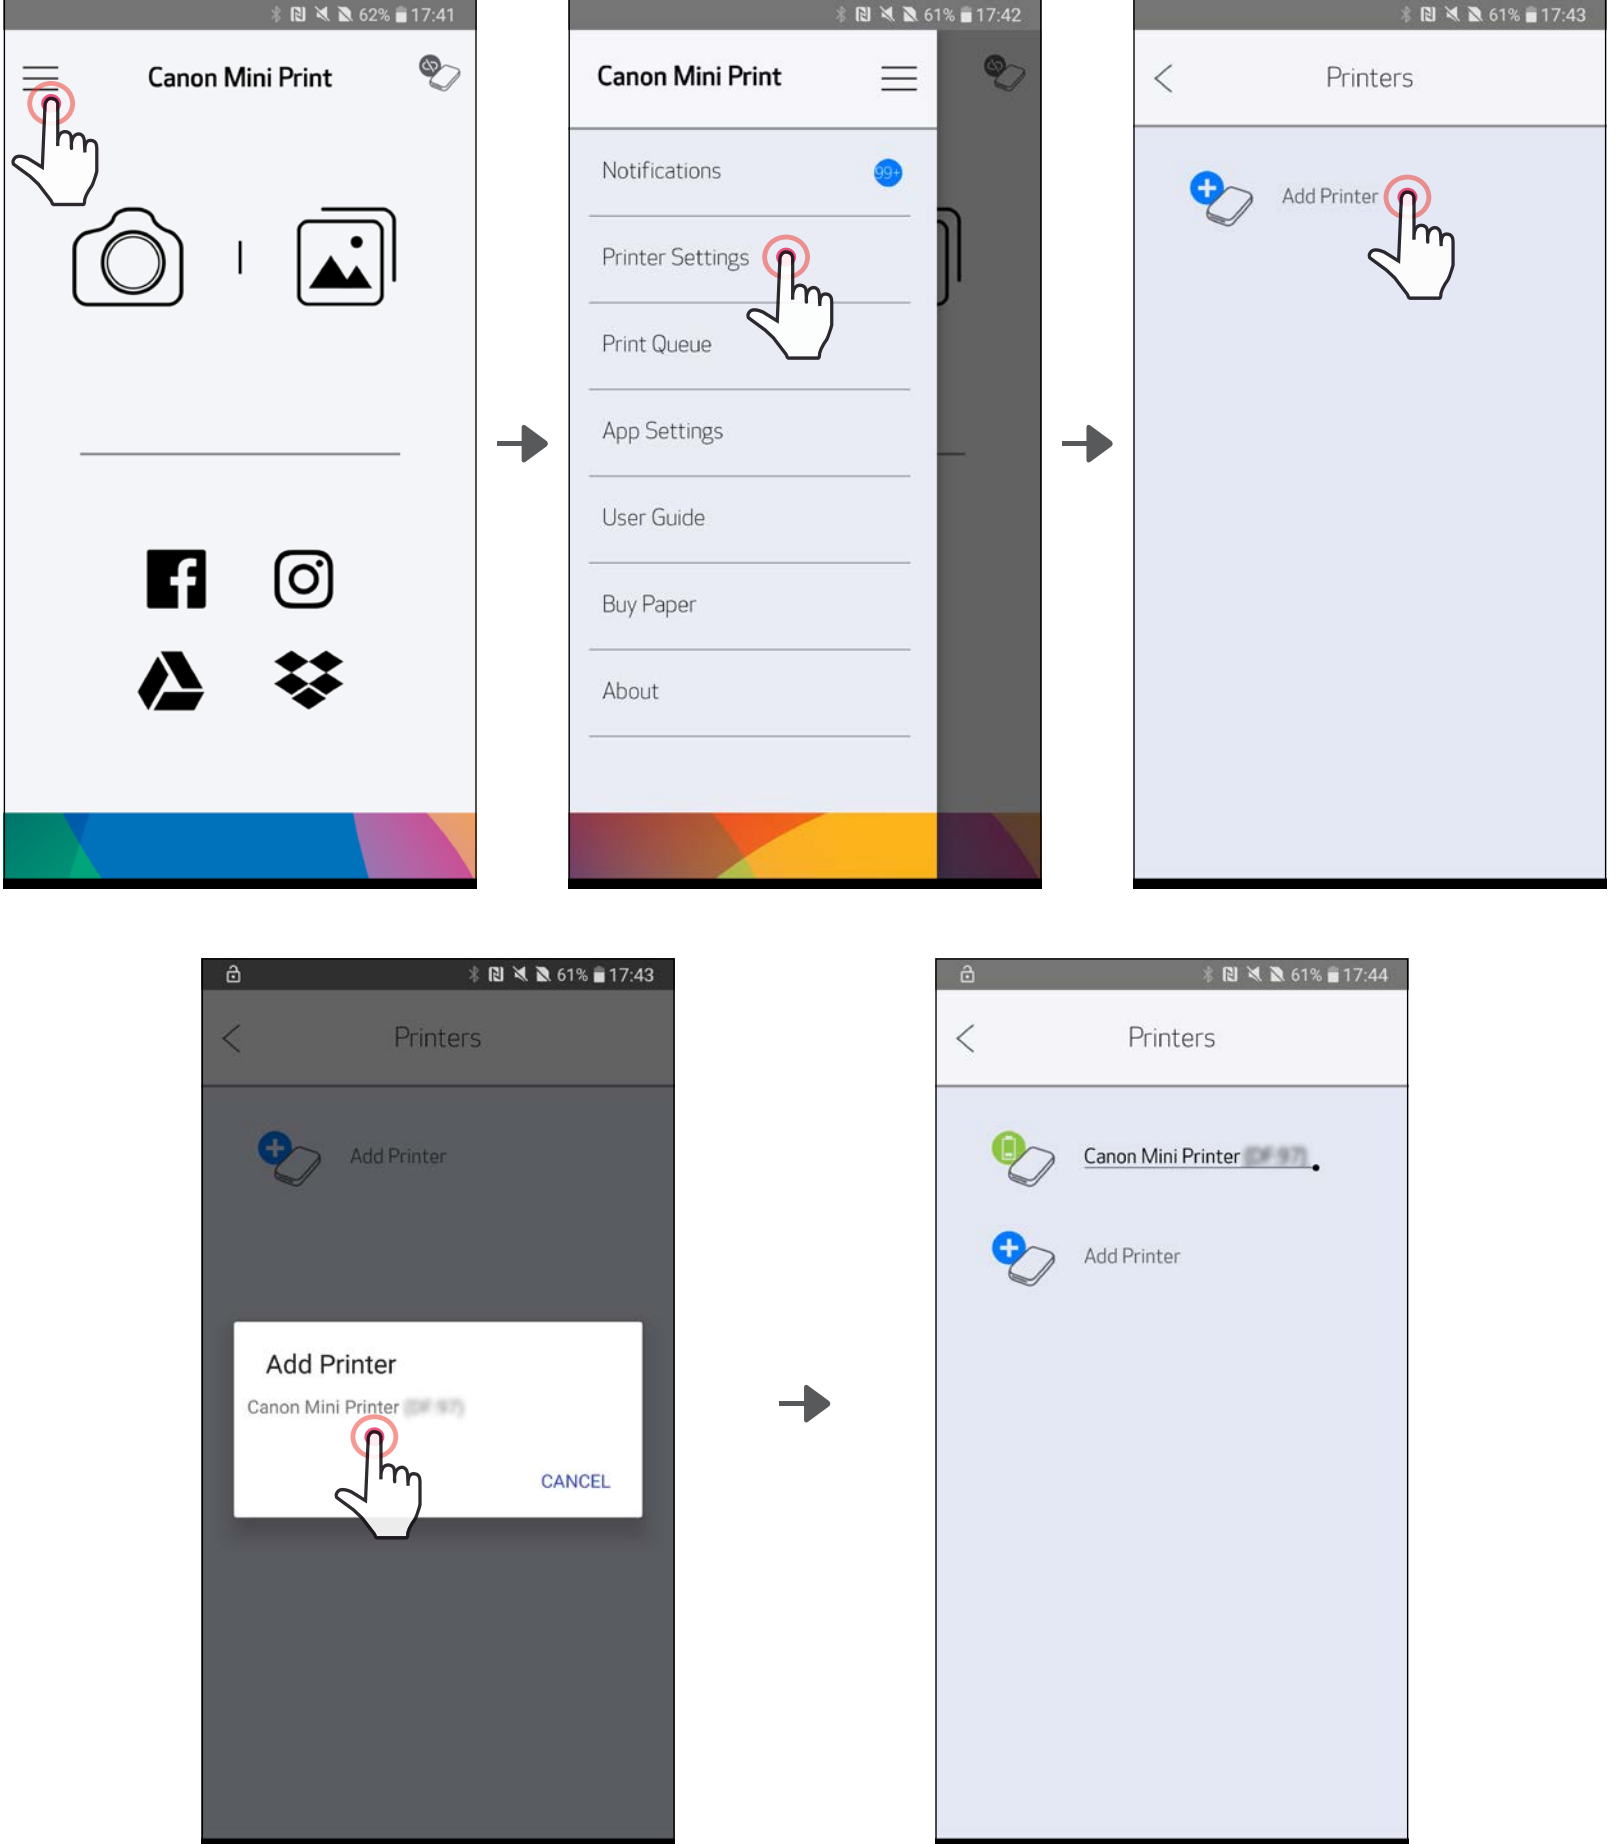 62% 17:41
Canon Mini Print
61% 17:42
Canon Mini Print
Notifications
99+
Printer Settings
Print Queue
App Settings
User Guide
Buy Paper
About
61% 17:43
Printers
Add Printer
61% 17:43
Printers
Add Printer
Add Printer
Canon Mini Printer
CANCEL
61% 17:44
Printers
Canon Mini Printer
Add Printer